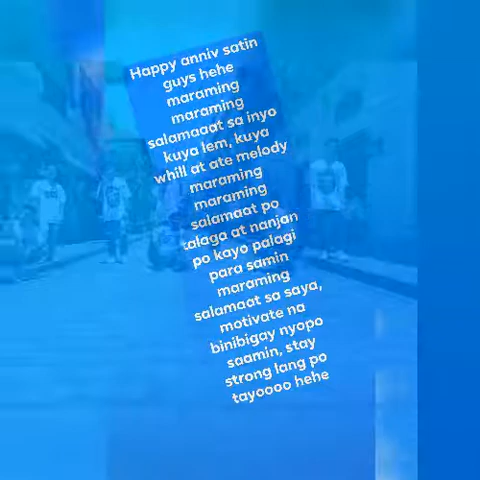 Happy anniv satin
guys hehe
maraming
maraming
salamaaat sa inyo
kuya lem, kuya
whill at ate melody
maraming
maraming
salamaat po
talaga at nanjan
po kayo palagi
para samin
maraming
salamaat sa saya,
motivate na
binibigay nyopo
saamin, stay
strong lang po
tayoooo hehe